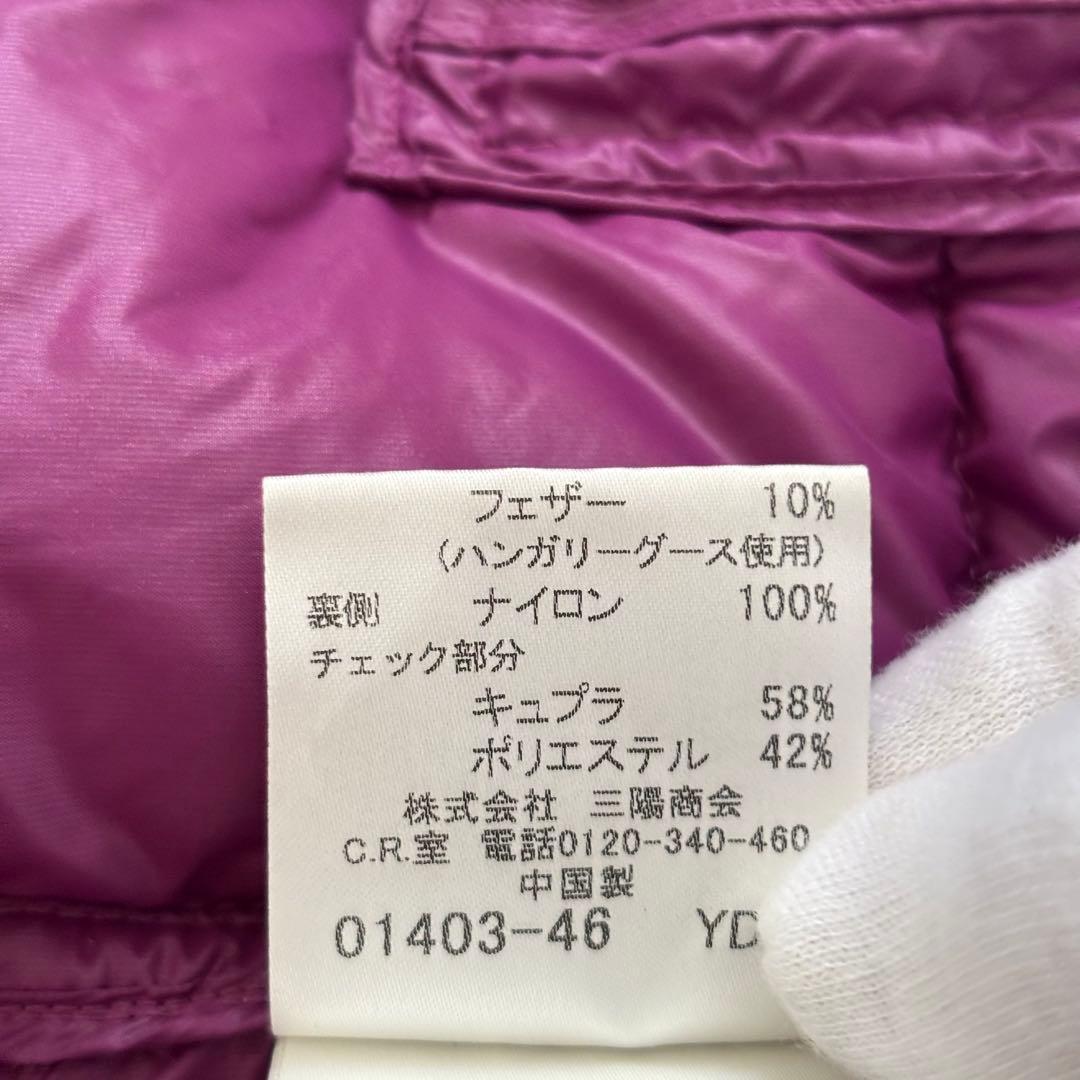 フェザー 10%
(ハンガリーグース使用)
裏側 ナイロン 100%
チェック部分
キュプラ 58%
ポリエステル 42%
株式会社 三陽商会
C.R.室 電話0120-340-460
中国製
01403-46 YD